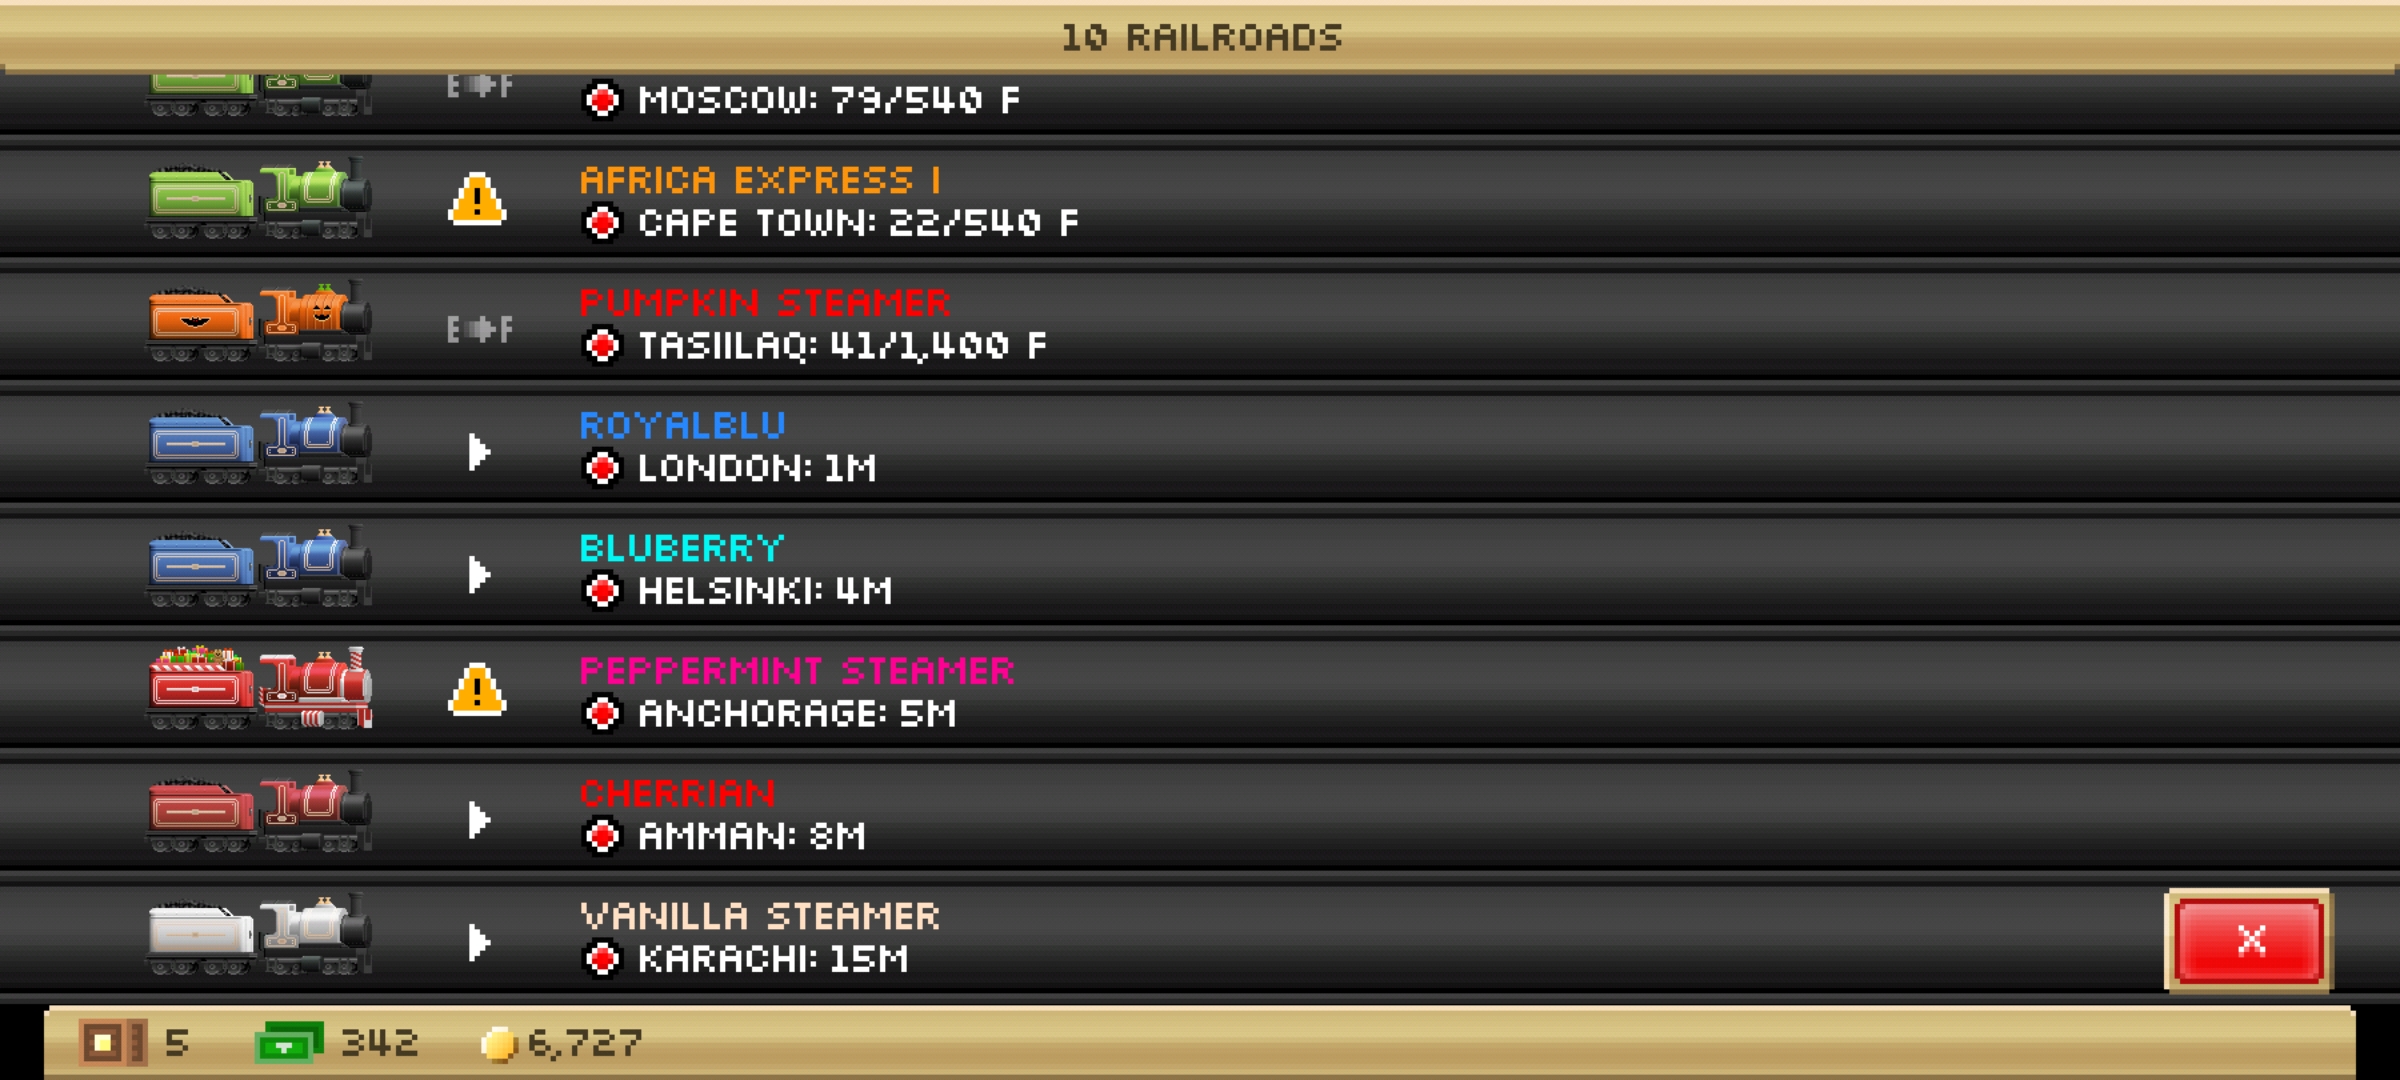 10 RAILROADS
E F
MOSCOW: 79/540 F
AFRICA EXPRESS I
CAPE TOWN: 22/540 F
PUMPKIN STEAMER
E F
TASIILAQ: 41/1,400 F
ROYALBLU
LONDON: 1M
BLUBERRY
HELSINKI: 4M
PEPPERMINT STEAMER
ANCHORAGE: 5M
CHERRIAN
AMMAN: 8M
VANILLA STEAMER
KARACHI: 15M
X
5 342 6,727